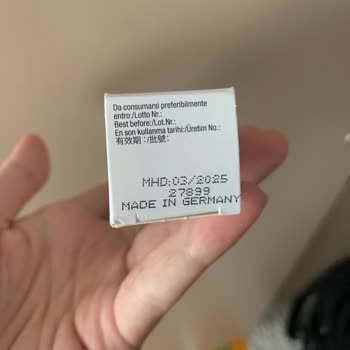 Da consumarsi preferibilmente
entro:/Lotto Nr.:
Best before:/Lot.Nr.:
En son kullanma tarihi:/Üretim No.:
有效期:/批號:
MHD:03/2025
27899
MADE IN GERMANY